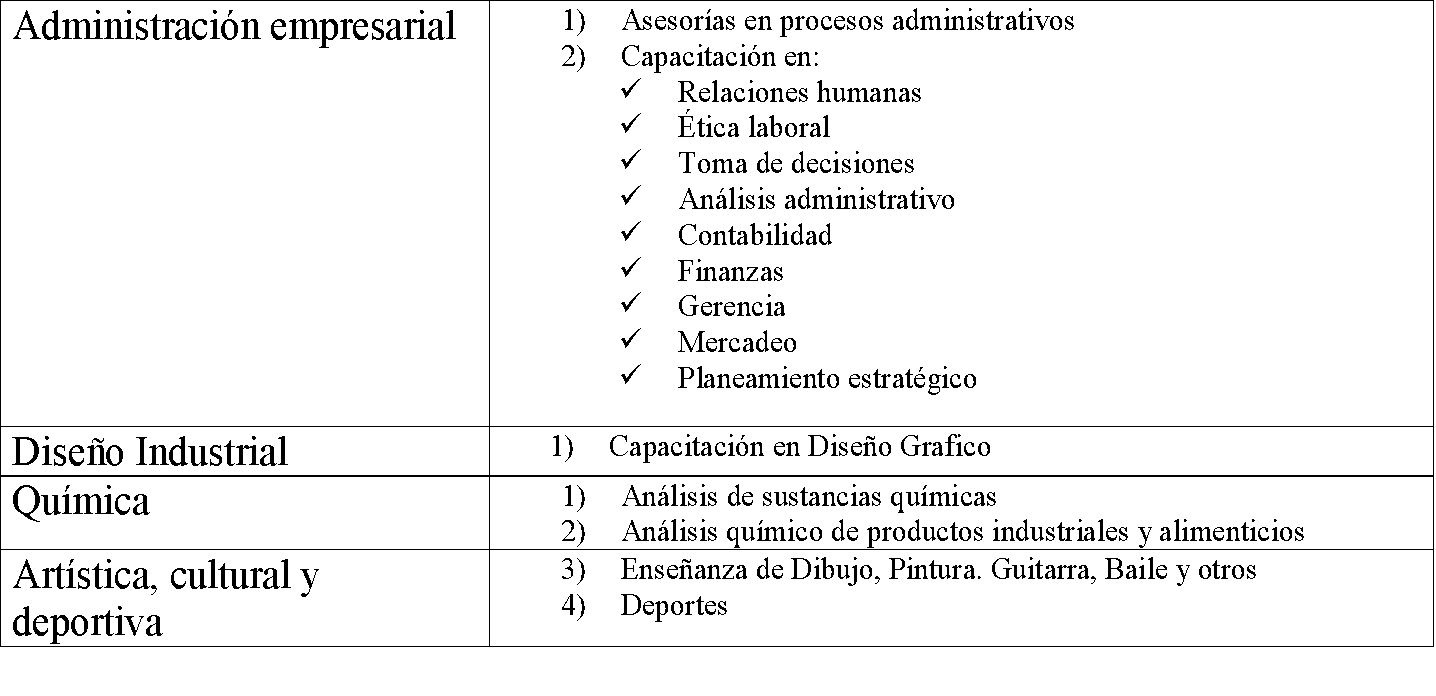 Administración empresarial
1) Asesorías en procesos administrativos
2) Capacitación en:
✓ Relaciones humanas
✓ Ética laboral
✓ Toma de decisiones
✓ Análisis administrativo
✓ Contabilidad
✓ Finanzas
✓ Gerencia
✓ Mercadeo
✓ Planeamiento estratégico
Diseño Industrial
1) Capacitación en Diseño Grafico
Química
1) Análisis de sustancias químicas
2) Análisis químico de productos industriales y alimenticios
Artística, cultural y
deportiva
3) Enseñanza de Dibujo, Pintura. Guitarra, Baile y otros
4) Deportes